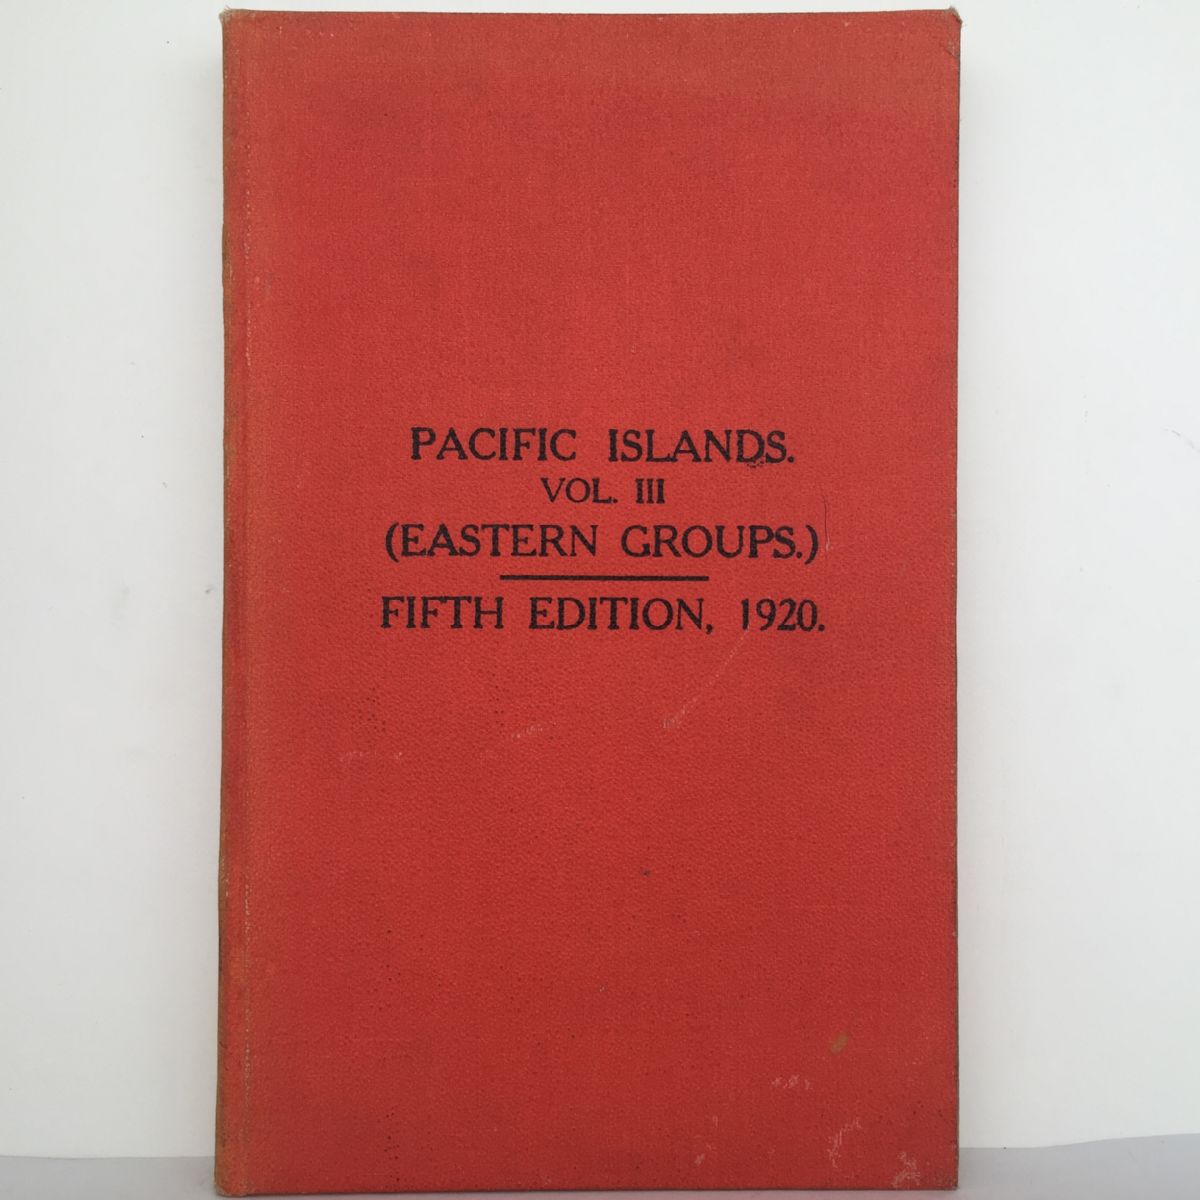 PACIFIC ISLANDS.
VOL. III
(EASTERN GROUPS.)
FIFTH EDITION, 1920.